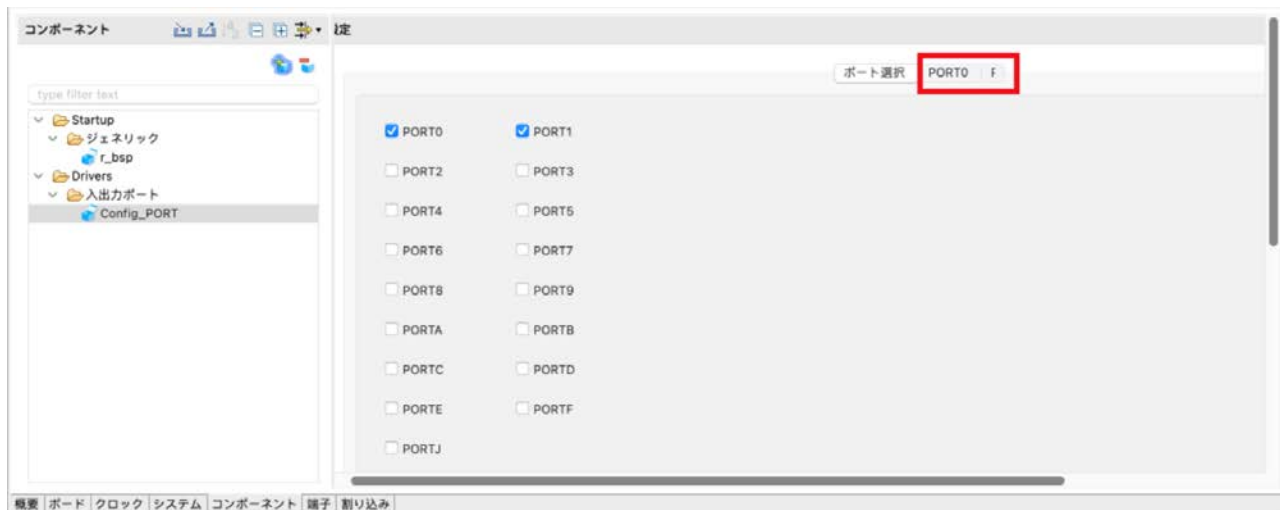 コンポーネント
設定
ポート選択 PORT0 F
type filter text
Startup
ジェネリック
r_bsp
Drivers
入出力ポート
Config_PORT
PORT0 PORT1
PORT2 PORT3
PORT4 PORT5
PORT6 PORT7
PORT8 PORT9
PORTA PORTB
PORTC PORTD
PORTE PORTF
PORTJ
概要 ボード クロック システム コンポーネント 端子 割り込み